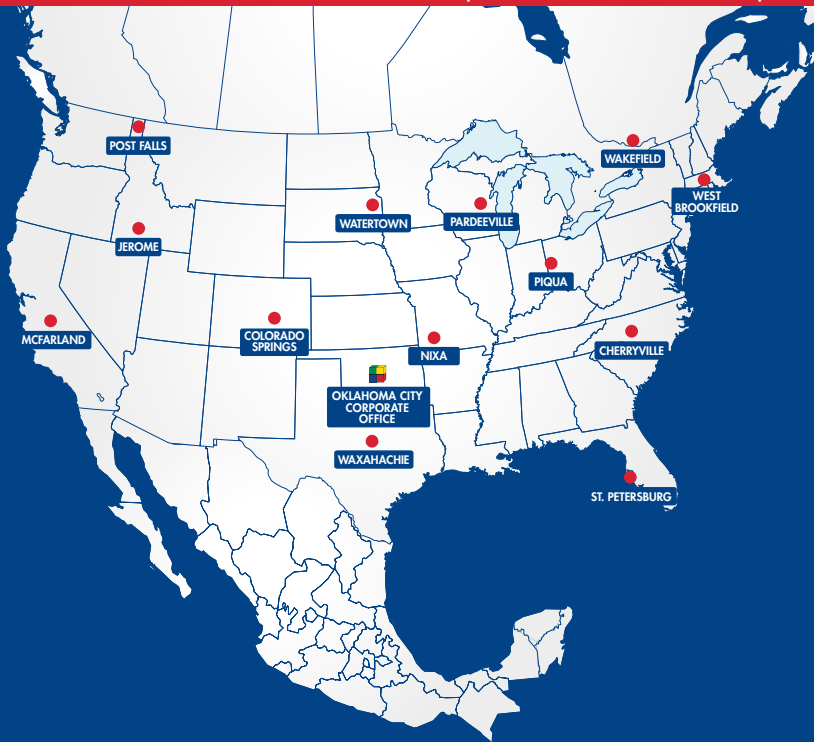 POST FALLS
WAKEFIELD
WEST
BROOKFIELD
WATERTOWN
PARDEEVILLE
JEROME
PIQUA
MCFARLAND
COLORADO
SPRINGS
NIXA
CHERRYVILLE
OKLAHOMA CITY
CORPORATE
OFFICE
WAXAHACHIE
ST. PETERSBURG